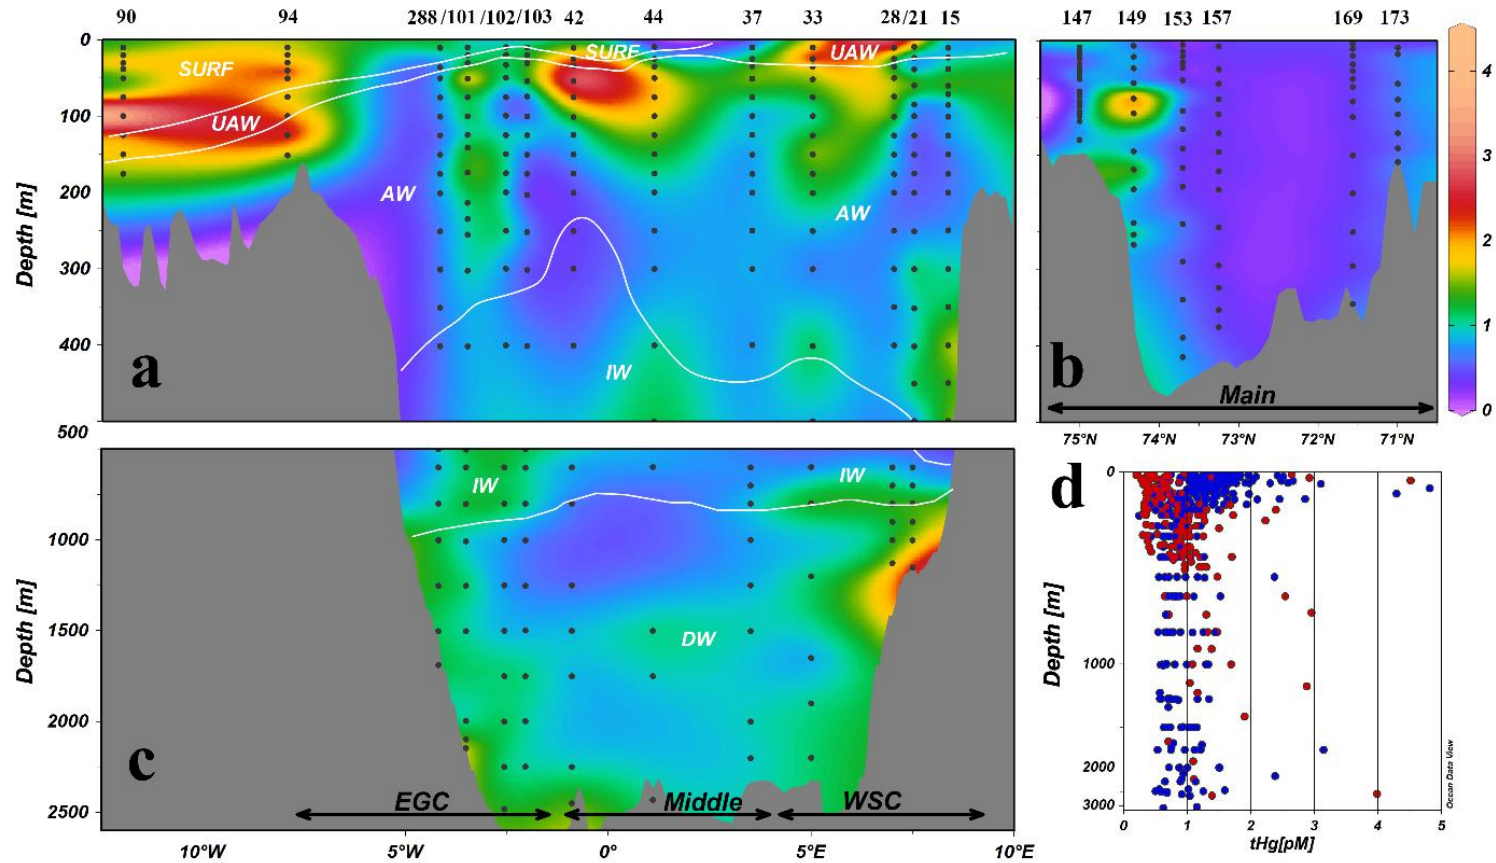 90 94 288 /101 /102 /103 42 44 37 33 28 /21 15 147 149 153 157 169 173
0
100
200
300
400
500
Depth [m]
SURF
UAW
AW
SURF
UAW
AW
IW
a
b
Main
75°N 74°N 73°N 72°N 71°N
4
3
2
1
0
1000
1500
2000
2500
Depth [m]
IW
IW
DW
c
EGC
Middle
WSC
10°W 5°W 0° 5°E 10°E
d
0
1000
2000
3000
Depth [m]
0 1 2 3 4 5
tHg[pM]
Ocean Data View